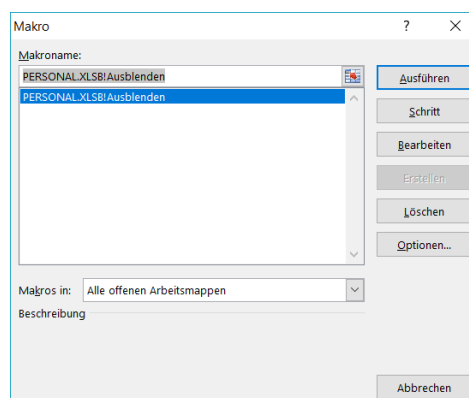 Makro ? ×
Makroname:
PERSONAL.XLSB!Ausblenden
PERSONAL.XLSB!Ausblenden
Ausführen
Schritt
Bearbeiten
Erstellen
Löschen
Optionen...
Makros in: Alle offenen Arbeitsmappen
Beschreibung
Abbrechen